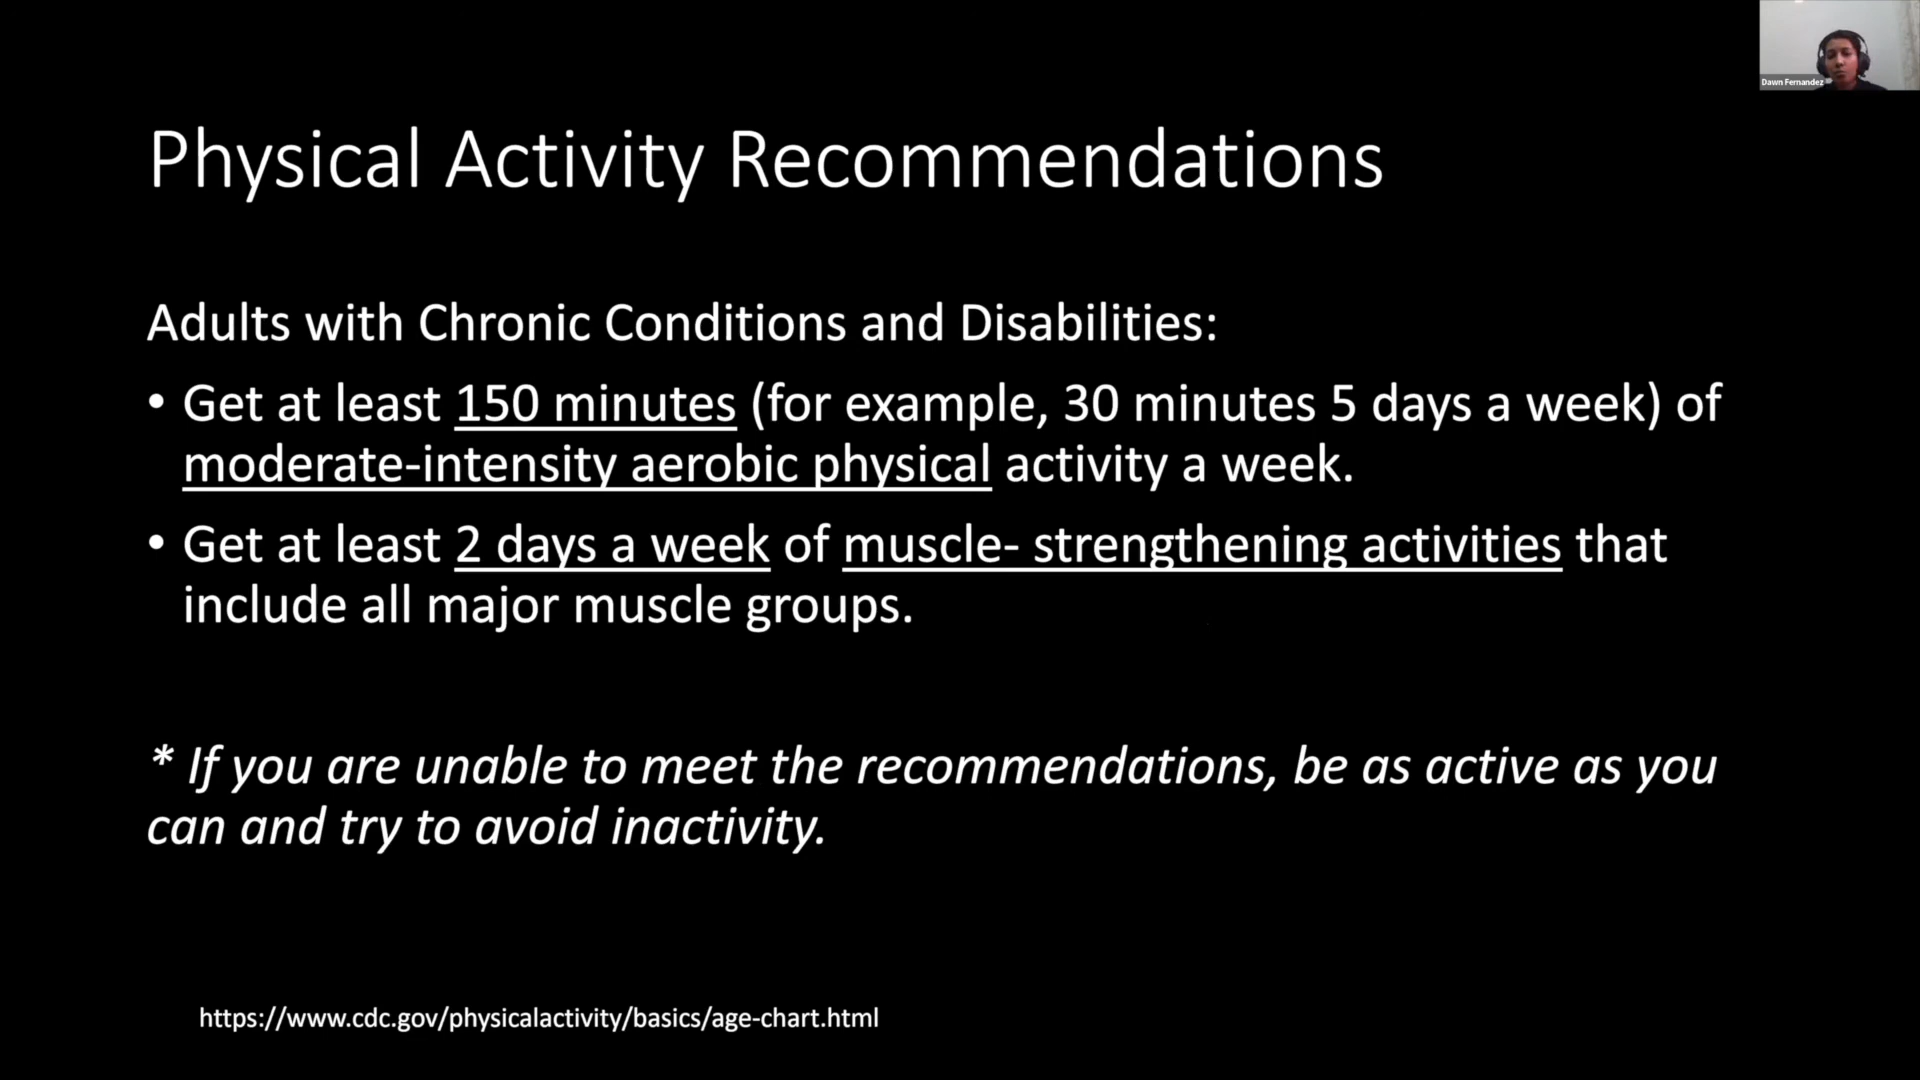 Dawn Fernandez
Physical Activity Recommendations
Adults with Chronic Conditions and Disabilities:
• Get at least 150 minutes (for example, 30 minutes 5 days a week) of
moderate-intensity aerobic physical activity a week.
• Get at least 2 days a week of muscle- strengthening activities that
include all major muscle groups.
* If you are unable to meet the recommendations, be as active as you
can and try to avoid inactivity.
https://www.cdc.gov/physicalactivity/basics/age-chart.html